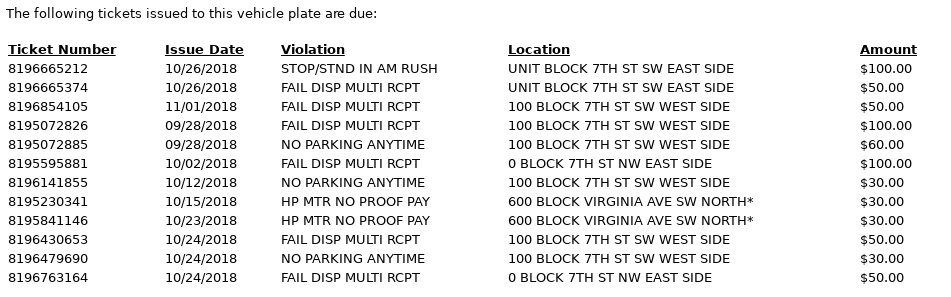 The following tickets issued to this vehicle plate are due:
Ticket Number Issue Date Violation Location Amount
8196665212 10/26/2018 STOP/STND IN AM RUSH UNIT BLOCK 7TH ST SW EAST SIDE $100.00
8196665374 10/26/2018 FAIL DISP MULTI RCPT UNIT BLOCK 7TH ST SW EAST SIDE $50.00
8196854105 11/01/2018 FAIL DISP MULTI RCPT 100 BLOCK 7TH ST SW WEST SIDE $50.00
8195072826 09/28/2018 FAIL DISP MULTI RCPT 100 BLOCK 7TH ST SW WEST SIDE $100.00
8195072885 09/28/2018 NO PARKING ANYTIME 100 BLOCK 7TH ST SW WEST SIDE $60.00
8195595881 10/02/2018 FAIL DISP MULTI RCPT 0 BLOCK 7TH ST NW EAST SIDE $100.00
8196141855 10/12/2018 NO PARKING ANYTIME 100 BLOCK 7TH ST SW WEST SIDE $30.00
8195230341 10/15/2018 HP MTR NO PROOF PAY 600 BLOCK VIRGINIA AVE SW NORTH* $30.00
8195841146 10/23/2018 HP MTR NO PROOF PAY 600 BLOCK VIRGINIA AVE SW NORTH* $30.00
8196430653 10/24/2018 FAIL DISP MULTI RCPT 100 BLOCK 7TH ST SW WEST SIDE $50.00
8196479690 10/24/2018 NO PARKING ANYTIME 100 BLOCK 7TH ST SW WEST SIDE $30.00
8196763164 10/24/2018 FAIL DISP MULTI RCPT 0 BLOCK 7TH ST NW EAST SIDE $50.00